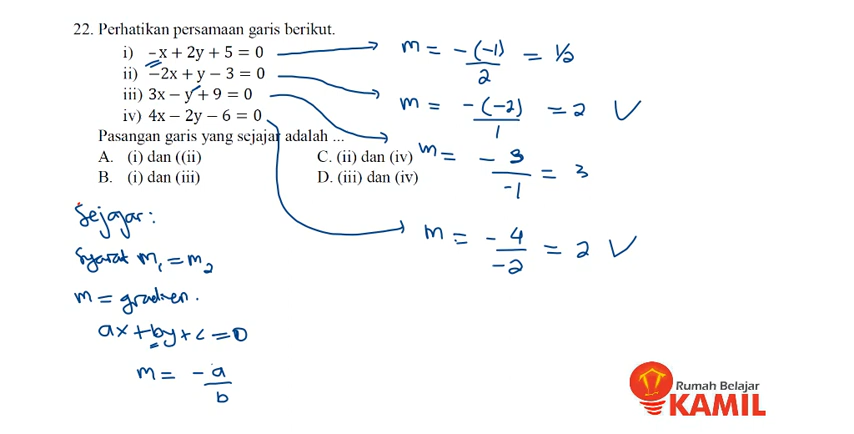 22. Perhatikan persamaan garis berikut.
i) -x + 2y + 5 = 0
ii) -2x + y - 3 = 0
iii) 3x - y + 9 = 0
iv) 4x - 2y - 6 = 0
Pasangan garis yang sejajar adalah ...
A. (i) dan ((ii)
B. (i) dan (iii)
C. (ii) dan (iv)
D. (iii) dan (iv)
m = -(-1)/2 = 1/2
m = -(-2)/1 = 2 ✓
m = -3/-1 = 3
m = -4/-2 = 2 ✓
Sejajar:
Syarat m₁ = m₂
m = gradien.
ax + by + c = 0
m = -a/b
Rumah Belajar
KAMIL